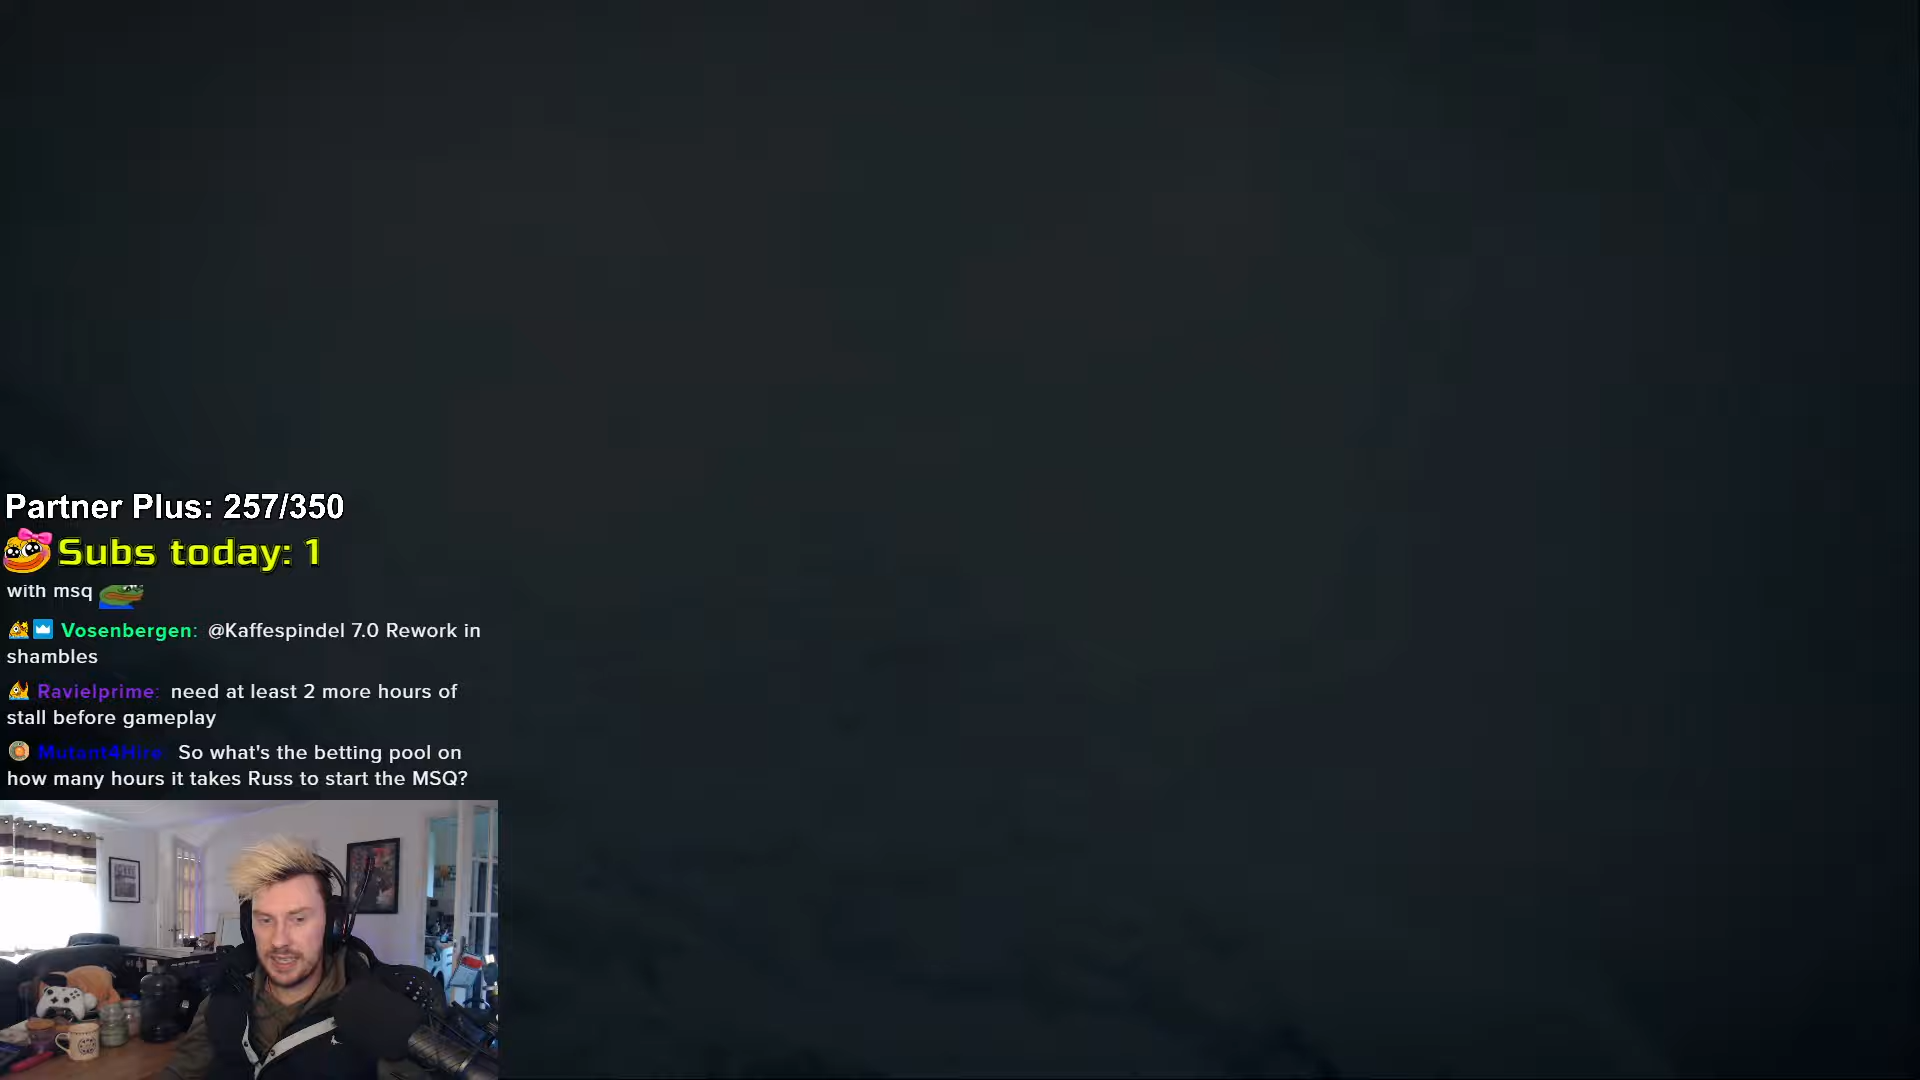 Partner Plus: 257/350
Subs today: 1
with msq
Vosenbergen: @Kaffespindel 7.0 Rework in
shambles
Ravielprime: need at least 2 more hours of
stall before gameplay
Mutant4Hire: So what's the betting pool on
how many hours it takes Russ to start the MSQ?